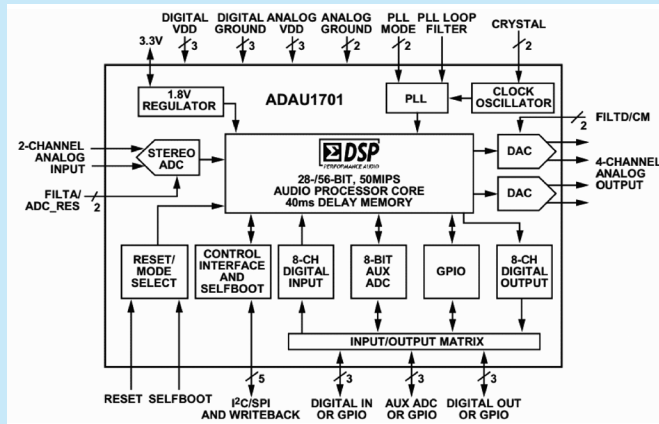 DIGITAL VDD
3
DIGITAL GROUND
3
ANALOG VDD
3
ANALOG GROUND
2
PLL MODE
2
PLL LOOP FILTER
CRYSTAL
2
3.3V
1.8V REGULATOR
ADAU1701
PLL
CLOCK OSCILLATOR
FILTD/CM
2
2-CHANNEL
ANALOG
INPUT
STEREO
ADC
FILTA/
ADC_RES
2
ΣDSP
PERFORMANCE AUDIO
28-/56-BIT, 50MIPS
AUDIO PROCESSOR CORE
40ms DELAY MEMORY
DAC
DAC
4-CHANNEL
ANALOG
OUTPUT
RESET/
MODE
SELECT
CONTROL
INTERFACE
AND
SELFBOOT
8-CH
DIGITAL
INPUT
8-BIT
AUX
ADC
GPIO
8-CH
DIGITAL
OUTPUT
INPUT/OUTPUT MATRIX
RESET
SELFBOOT
5
I²C/SPI
AND WRITEBACK
3
DIGITAL IN
OR GPIO
3
AUX ADC
OR GPIO
3
DIGITAL OUT
OR GPIO